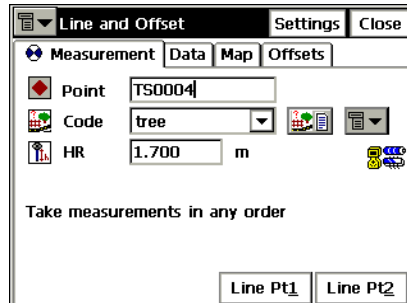 Line and Offset Settings Close
Measurement Data Map Offsets
Point TS0004
Code tree
HR 1.700 m
Take measurements in any order
Line Pt1 Line Pt2